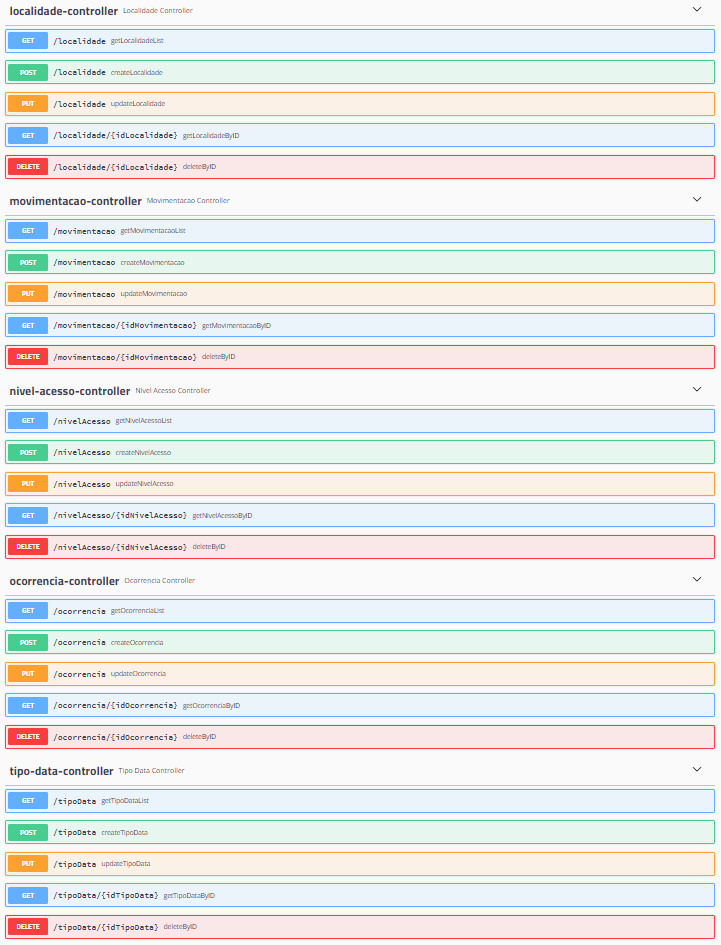 localidade-controller Localidade Controller
GET /localidade getLocalidadeList
POST /localidade createLocalidade
PUT /localidade updateLocalidade
GET /localidade/{idLocalidade} getLocalidadeByID
DELETE /localidade/{idLocalidade} deleteByID
movimentacao-controller Movimentacao Controller
GET /movimentacao getMovimentacaoList
POST /movimentacao createMovimentacao
PUT /movimentacao updateMovimentacao
GET /movimentacao/{idMovimentacao} getMovimentacaoByID
DELETE /movimentacao/{idMovimentacao} deleteByID
nivel-acesso-controller Nivel Acesso Controller
GET /nivelAcesso getNivelAcessoList
POST /nivelAcesso createNivelAcesso
PUT /nivelAcesso updateNivelAcesso
GET /nivelAcesso/{idNivelAcesso} getNivelAcessoByID
DELETE /nivelAcesso/{idNivelAcesso} deleteByID
ocorrencia-controller Ocorrencia Controller
GET /ocorrencia getOcorrenciaList
POST /ocorrencia createOcorrencia
PUT /ocorrencia updateOcorrencia
GET /ocorrencia/{idOcorrencia} getOcorrenciaByID
DELETE /ocorrencia/{idOcorrencia} deleteByID
tipo-data-controller Tipo Data Controller
GET /tipoData getTipoDataList
POST /tipoData createTipoData
PUT /tipoData updateTipoData
GET /tipoData/{idTipoData} getTipoDataByID
DELETE /tipoData/{idTipoData} deleteByID